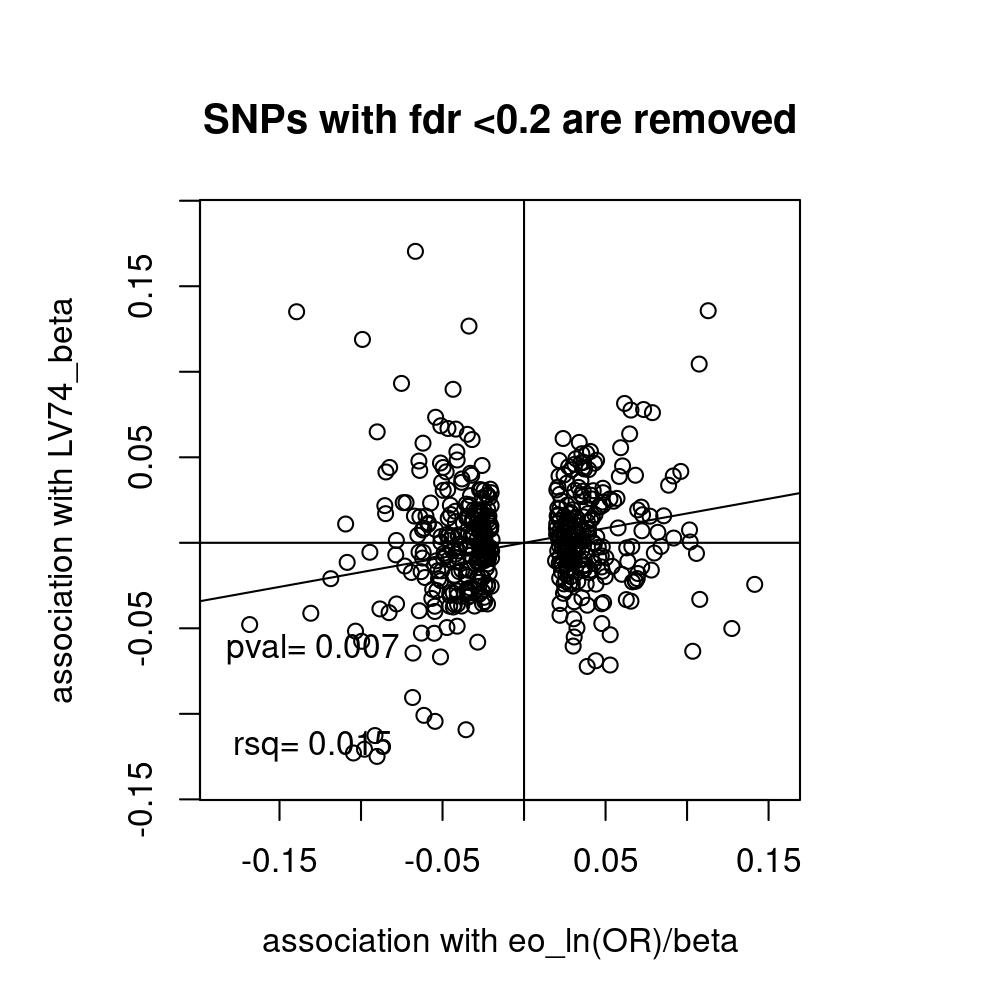 SNPs with fdr <0.2 are removed
association with LV74_beta
0.15
0.05
-0.05
-0.15
pval= 0.007
rsq= 0.015
-0.15 -0.05 0.05 0.15
association with eo_ln(OR)/beta